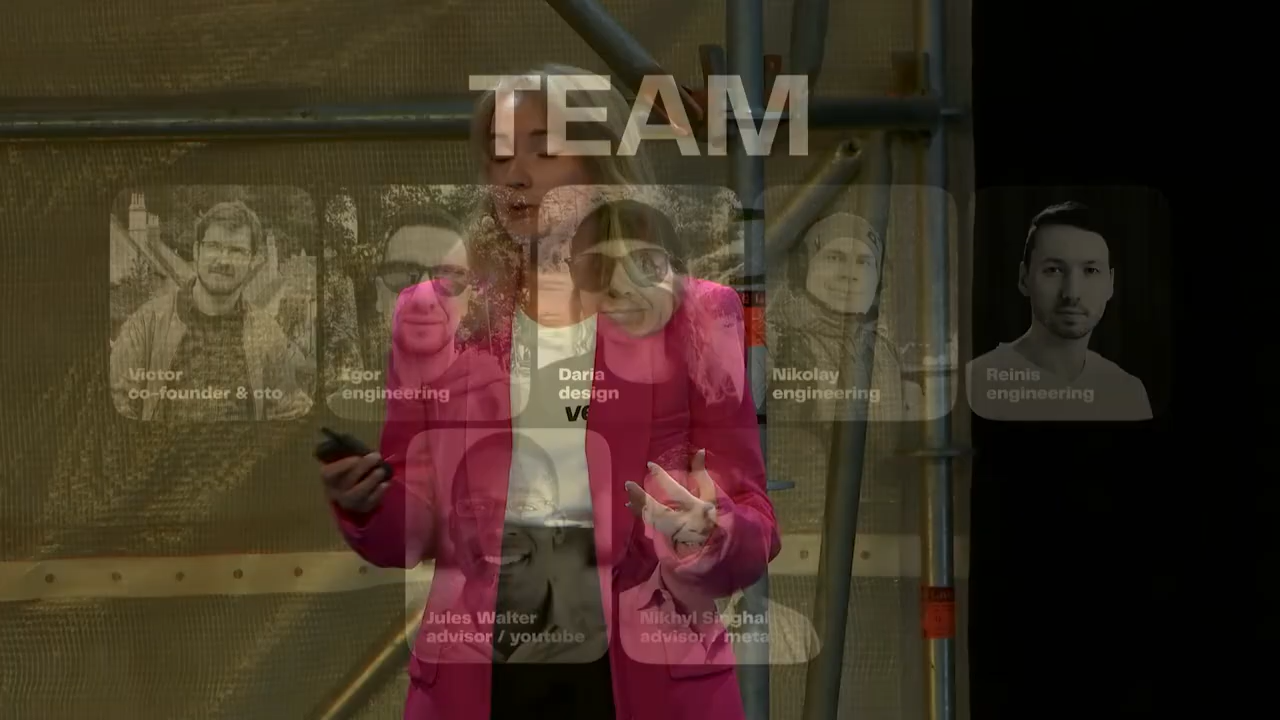 TEAM
Victor
co-founder & cto
Igor
engineering
Daria
design
Nikolay
engineering
Reinis
engineering
ve
Jules Walter
advisor / youtube
Nikhyl Singhal
advisor / meta